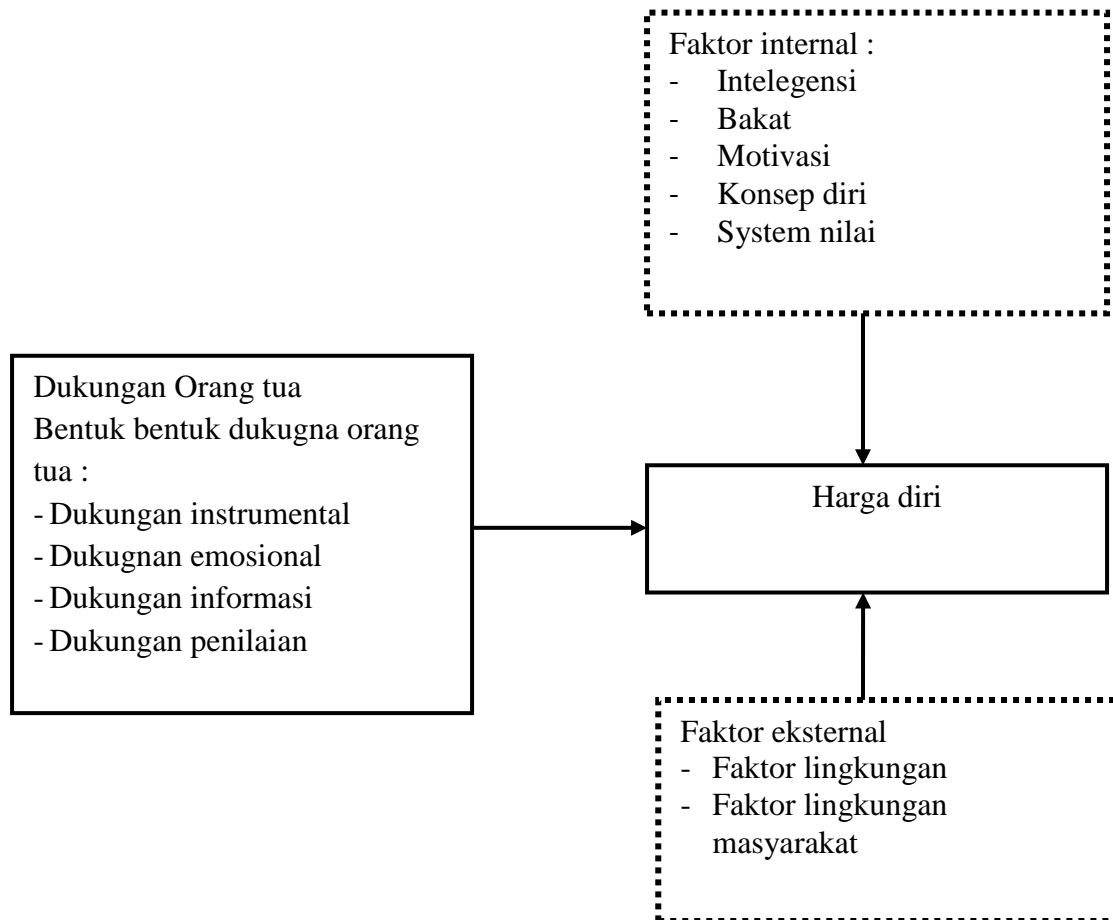 Faktor internal :
- Intelegensi
- Bakat
- Motivasi
- Konsep diri
- System nilai
Dukungan Orang tua
Bentuk bentuk dukugna orang
tua :
- Dukungan instrumental
- Dukugnan emosional
- Dukungan informasi
- Dukungan penilaian
Harga diri
Faktor eksternal
- Faktor lingkungan
- Faktor lingkungan
masyarakat